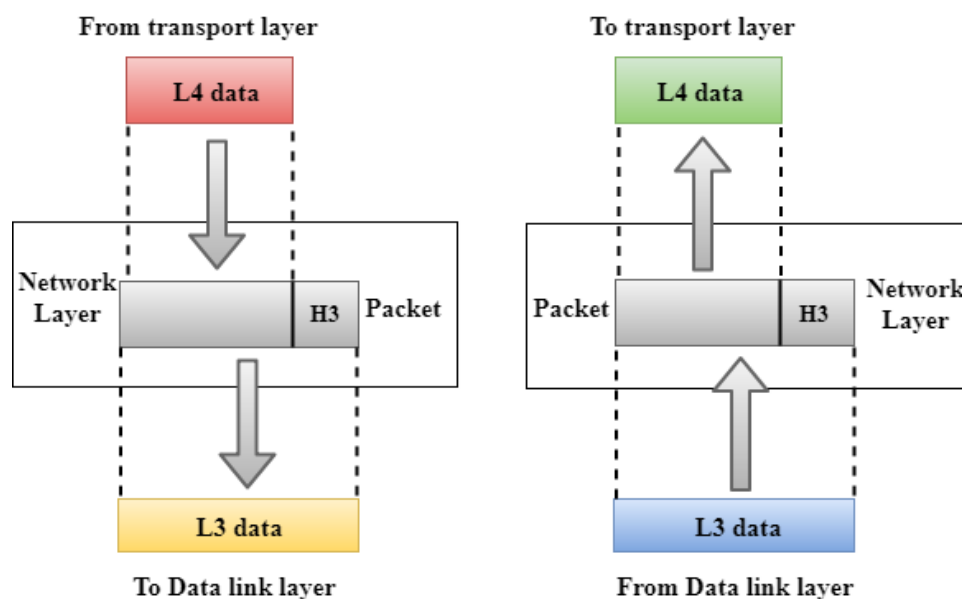 From transport layer
L4 data
Network
Layer
H3
Packet
L3 data
To Data link layer
To transport layer
L4 data
Packet
H3
Network
Layer
L3 data
From Data link layer